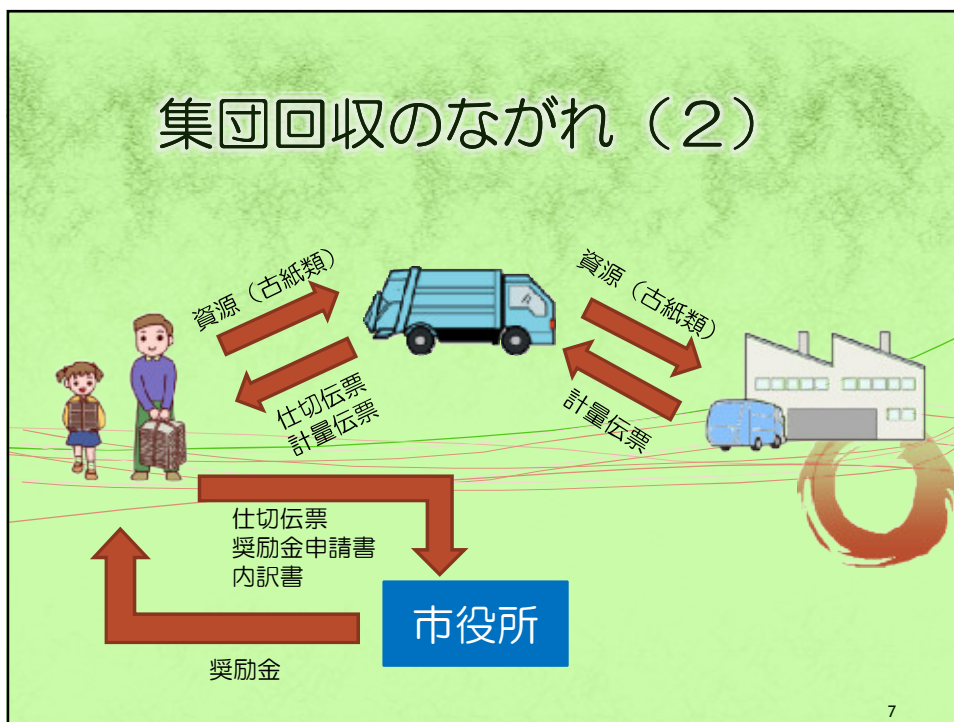 集団回収のながれ（２）
資源（古紙類）
資源（古紙類）
仕切伝票
計量伝票
計量伝票
仕切伝票
奨励金申請書
内訳書
市役所
奨励金
7